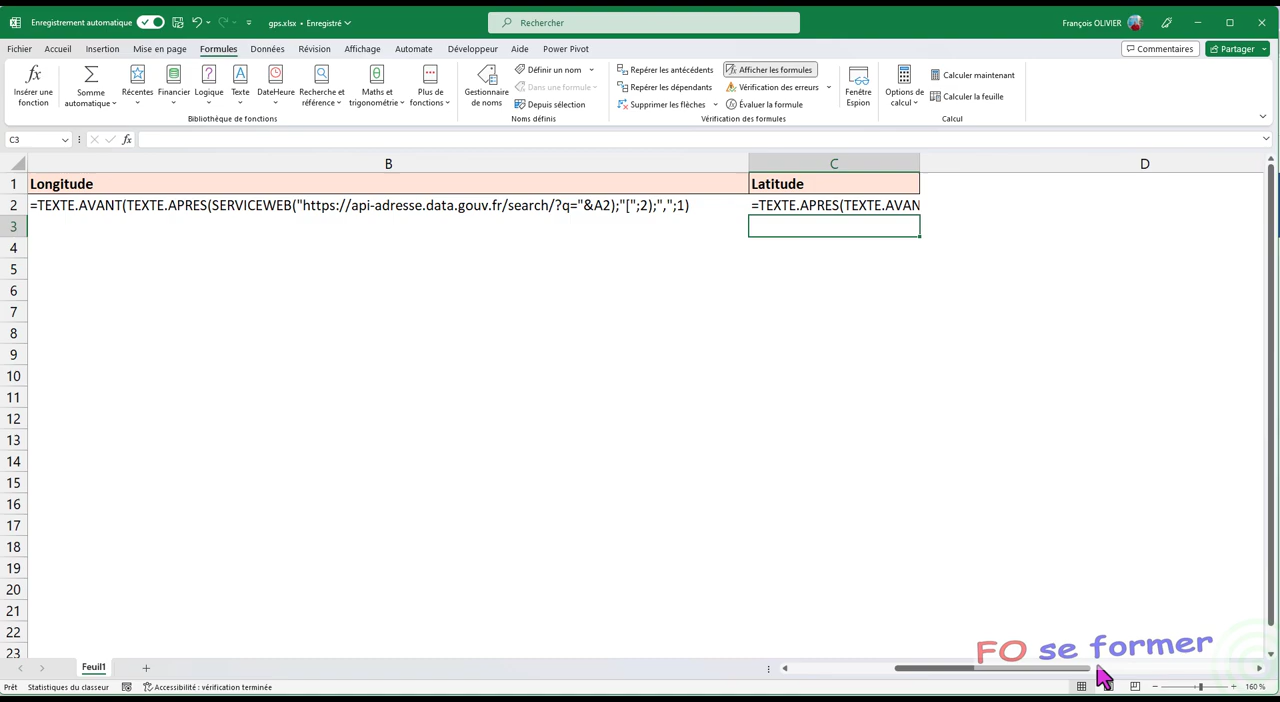 Enregistrement automatique
gps.xlsx • Enregistré
Rechercher
François OLIVIER
Fichier Accueil Insertion Mise en page Formules Données Révision Affichage Automate Développeur Aide Power Pivot
Commentaires
Partager
Insérer une fonction
Somme automatique
Récentes
Financier
Logique
Texte
DateHeure
Recherche et référence
Maths et trigonométrie
Plus de fonctions
Bibliothèque de fonctions
Gestionnaire de noms
Définir un nom
Dans une formule
Depuis sélection
Noms définis
Repérer les antécédents
Repérer les dépendants
Supprimer les flèches
Afficher les formules
Vérification des erreurs
Évaluer la formule
Vérification des formules
Fenêtre Espion
Options de calcul
Calculer maintenant
Calculer la feuille
Calcul
C3
fx
B C D
1 Longitude Latitude
2 =TEXTE.AVANT(TEXTE.APRES(SERVICEWEB("https://api-adresse.data.gouv.fr/search/?q="&A2);"[";2);",";1) =TEXTE.APRES(TEXTE.AVAN
3
4
5
6
7
8
9
10
11
12
13
14
15
16
17
18
19
20
21
22
23
FO se former
Feuil1
Prêt Statistiques du classeur Accessibilité : vérification terminée 160 %